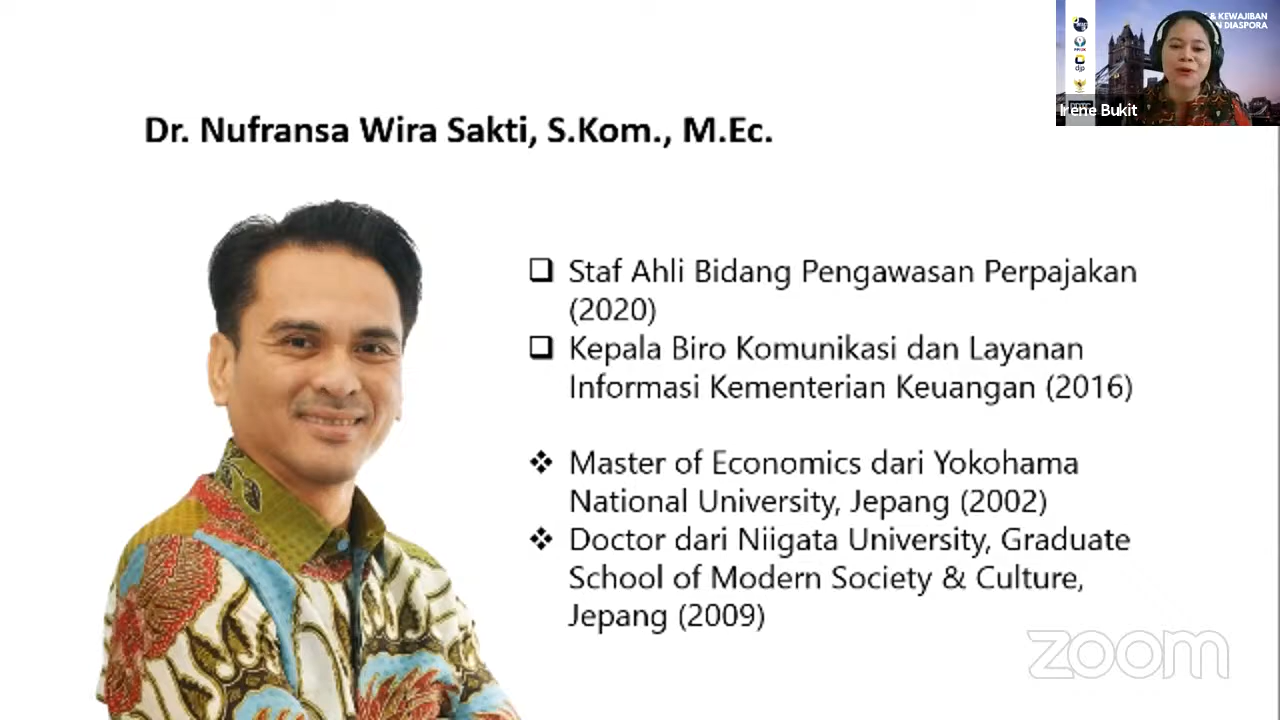 & KEWAJIBAN
N DIASPORA
djp
Irene Bukit
Dr. Nufransa Wira Sakti, S.Kom., M.Ec.
Staf Ahli Bidang Pengawasan Perpajakan
(2020)
Kepala Biro Komunikasi dan Layanan
Informasi Kementerian Keuangan (2016)
Master of Economics dari Yokohama
National University, Jepang (2002)
Doctor dari Niigata University, Graduate
School of Modern Society & Culture,
Jepang (2009)
zoom